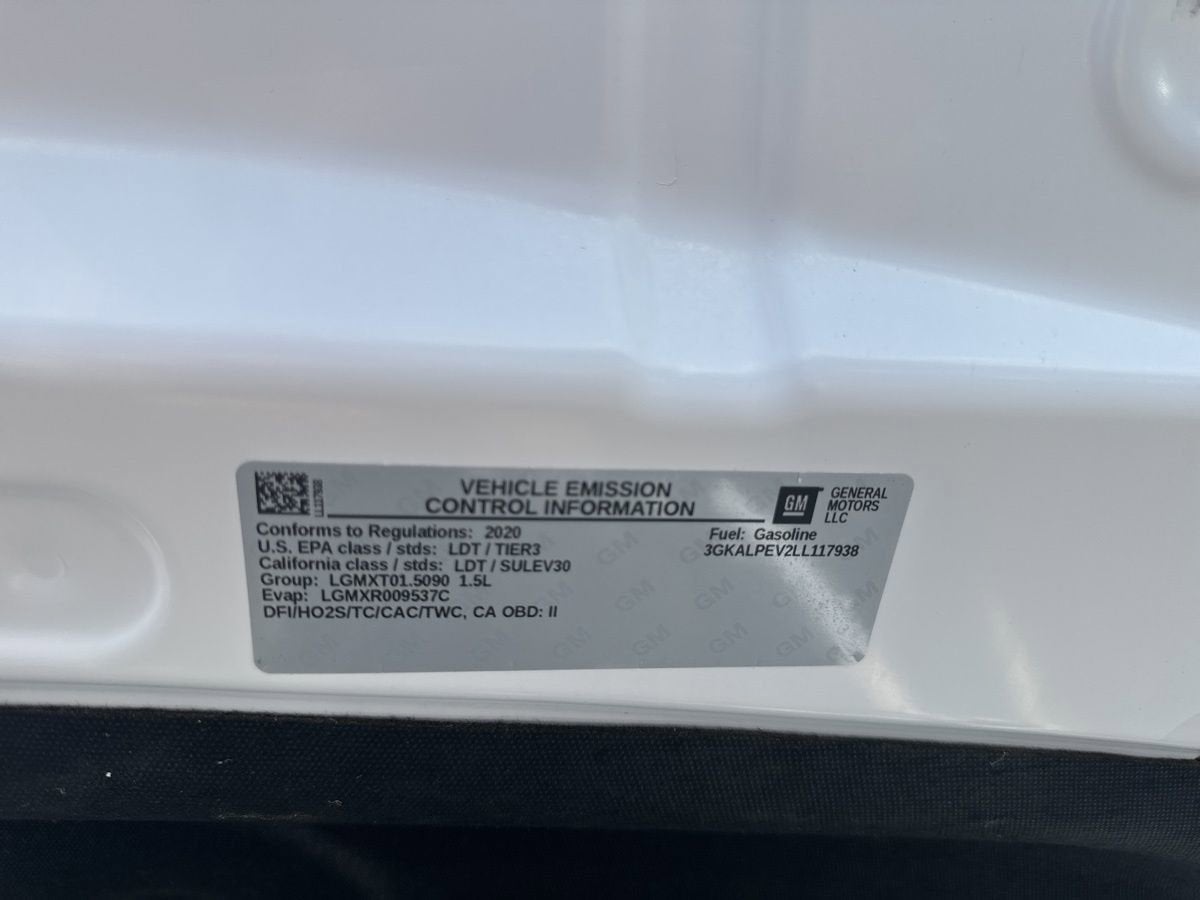 LL117938
VEHICLE EMISSION
CONTROL INFORMATION
GM
GENERAL
MOTORS
LLC
Conforms to Regulations: 2020
Fuel: Gasoline
U.S. EPA class / stds: LDT / TIER3
3GKALPEV2LL117938
California class / stds: LDT / SULEV30
Group: LGMXT01.5090 1.5L
Evap: LGMXR009537C
DFI/HO2S/TC/CAC/TWC, CA OBD: II